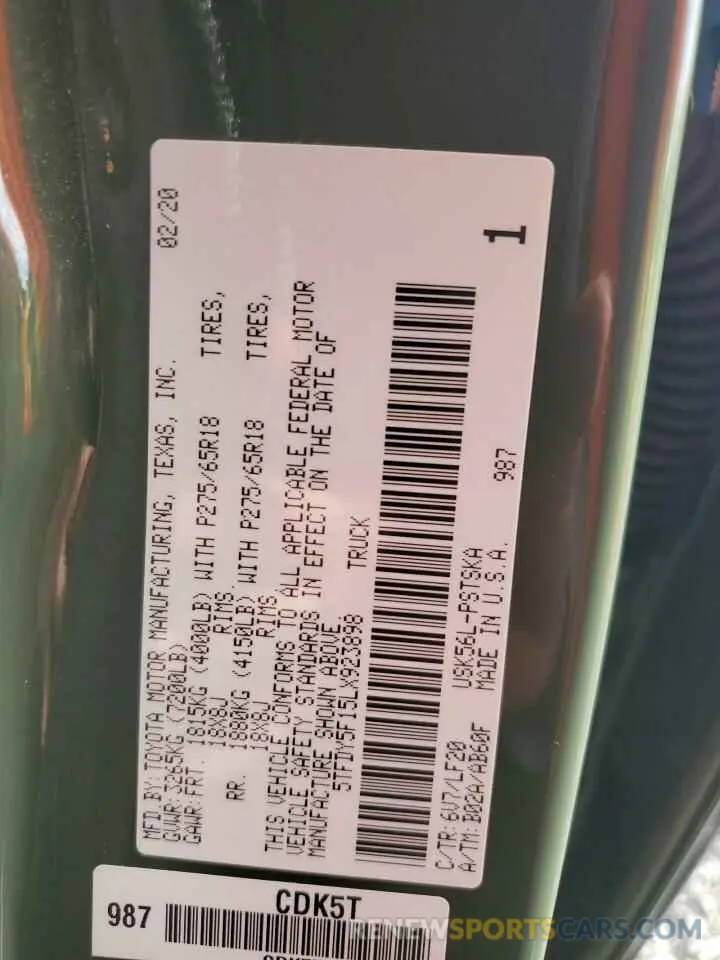 MFD.BY: TOYOTA MOTOR MANUFACTURING, TEXAS, INC. 02/20
GVWR: 3265KG (7200LB)
GAWR: FRT. 1815KG (4000LB) WITH P275/65R18 TIRES,
18X8J RIMS.
RR. 1880KG (4150LB) WITH P275/65R18 TIRES,
18X8J RIMS.
THIS VEHICLE CONFORMS TO ALL APPLICABLE FEDERAL MOTOR
VEHICLE SAFETY STANDARDS IN EFFECT ON THE DATE OF
MANUFACTURE SHOWN ABOVE.
5TFDY5F15LX923898 TRUCK
1
C/TR: 6V7/LF20 USK56L-PSTSKA
A/TM: B02A/AB60F MADE IN U.S.A. 987
CDK5T
987
RENEWSPORTSCARS.COM